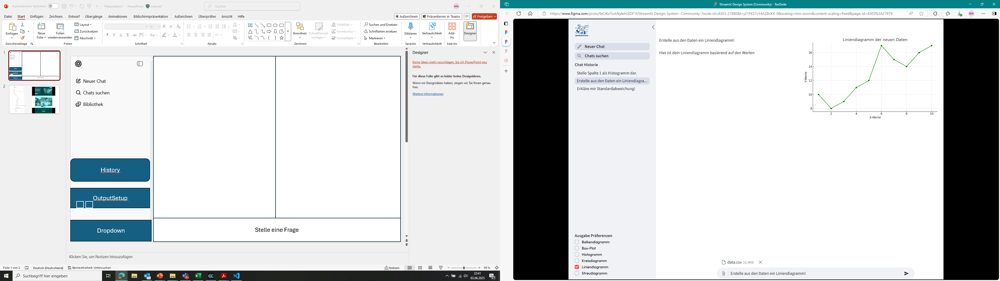 Automatisches Speichern
Präsentation1 - PowerPoint
Internal*
Suchen
MN
Datei Start Einfügen Zeichnen Entwurf Übergänge Animationen Bildschirmpräsentation Aufzeichnen Überprüfen Ansicht Hilfe
Aufzeichnen
Präsentieren in Teams
Freigeben
Einfügen
Zwischenablage
Neue Folie
Folien wiederverwenden
Layout
Zurücksetzen
Abschnitt
Folien
12
F K U S ab AV Aa A
Schriftart
Absatz
Anordnen
Schnellformat-vorlagen
Fülleffekt
Formkontur
Formeffekte
Zeichnen
Suchen und Ersetzen
Schriftarten ersetzen
Markieren
Bearbeiten
Diktieren
Sprache
Vertraulichkeit
Vertraulichkeit
Add-Ins
Add-Ins
Designer
1
2
Neuer Chat
Chats suchen
Bibliothek
History
OutputSetup
Dropdown
Stelle eine Frage
Designer
Keine Ideen mehr vorschlagen, bis ich PowerPoint neu
starte.
Für diese Folie gibt es leider keine Designideen.
Wenn wir Designideen haben, zeigen wir Sie Ihnen genau
hier.
Weitere Informationen
Klicken Sie, um Notizen hinzuzufügen
Folie 1 von 2
Deutsch (Deutschland)
Barrierefreiheit: Untersuchen
Notizen
99 %
Suchbegriff hier eingeben
9+
22:41
03.06.2025
21
Streamlit Design System (Community) - TestSeite
https://www.figma.com/proto/feCiKoTvztJkyIehQIDF1f/Streamlit-Design-System--Community-?node-id=4303-27880&t=jZ1FKS7cY4AZBcKX-0&scaling=min-zoom&content-scaling=fixed&page-id=4303%3A27879
MN
GenStatsCoach
Neuer Chat
Chats suchen
Chat Historie
Stelle Spalte 1 als Histogramm dar.
Erstelle aus den Daten ein Liniendiagra...
Erkläre mir Standardabweichung!
Ausgabe Präferenzen
Balkendiagramm
Box-Plot
Histogramm
Kreisdiagramm
Liniendiagramm
Streudiagramm
Erstelle aus den Daten ein Liniendiagramm!
Hier ist dein Liniendiagramm basierend auf den Werten
Liniendiagramm der neuen Daten
Y-Werte
16
14
12
10
8
2 4 6 8 10
X-Werte
data.csv 10.9KB
Erstelle aus den Daten ein Liniendiagramm!